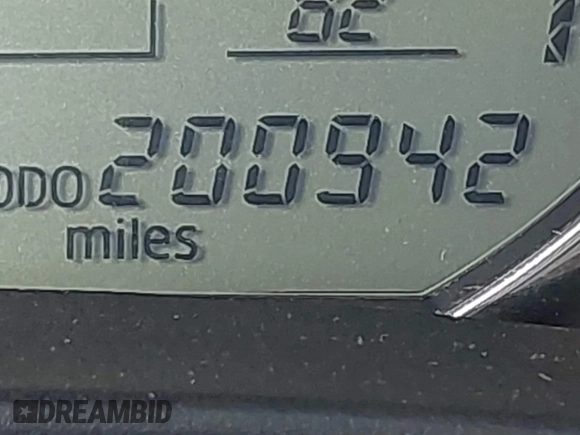 °C
ODO 200942
miles
DREAMBID